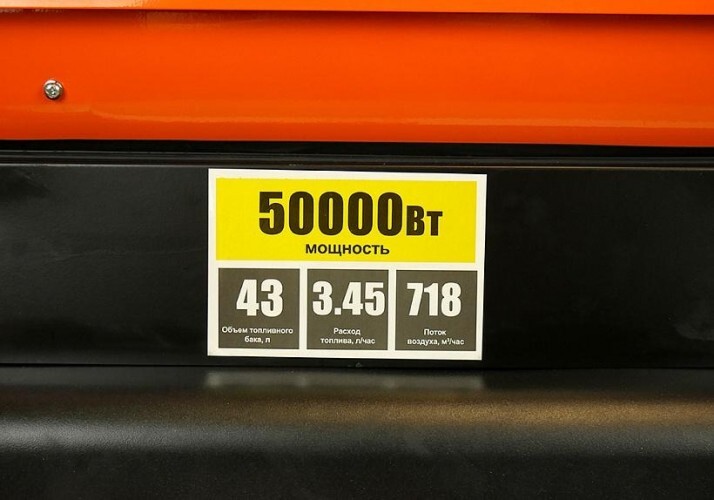 50000Вт
мощность
43
Объем топливного
бака, л
3.45
Расход
топлива, л/час
718
Поток
воздуха, м³/час